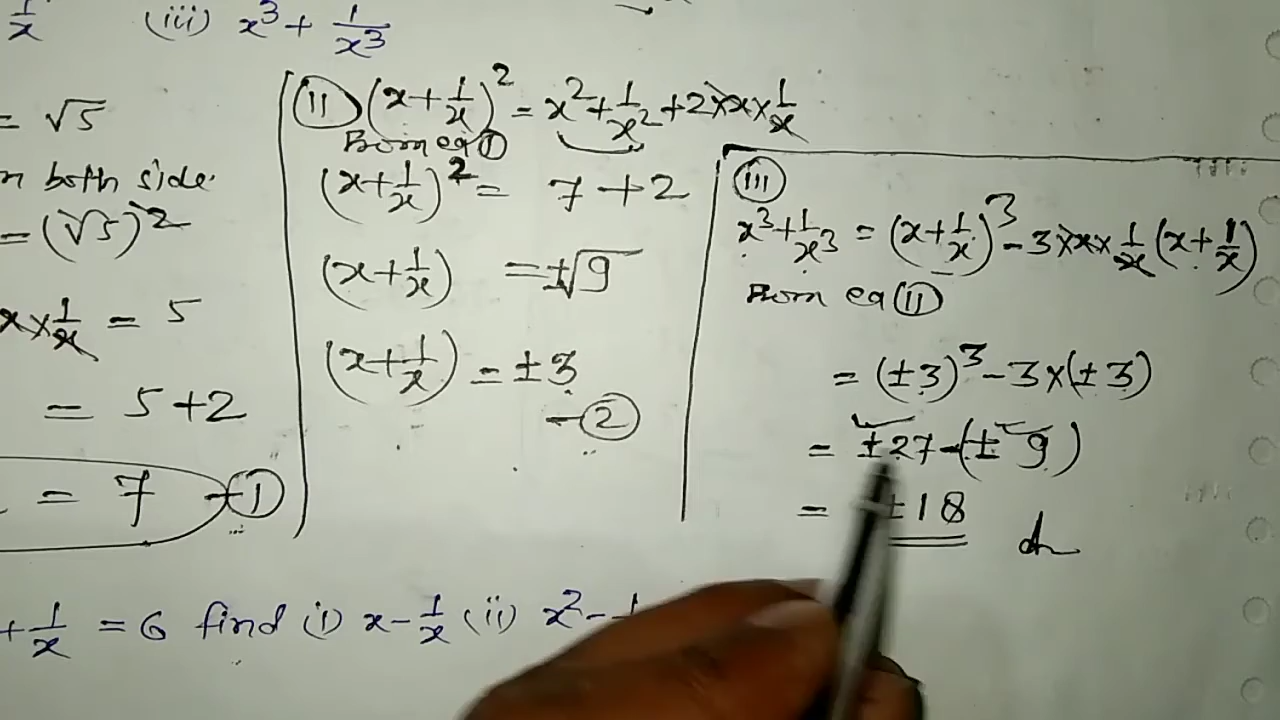 1/x (iii) x³ + 1/x³
= √5
n both side.
= (√5)²
x × 1/x = 5
= 5 + 2
= 7 - ①
Ⓘⓘ (x + 1/x)² = x² + 1/x² + 2 × x × 1/x
From eq ①
(x + 1/x)² = 7 + 2
(x + 1/x) = ±√9
(x + 1/x) = ±3
- ②
(iii)
x³ + 1/x³ = (x + 1/x)³ - 3 × x × 1/x (x + 1/x)
From eq (ii)
= (±3)³ - 3 × (±3)
= ±27 - (± 9)
= ±18
+ 1/x = 6 find (i) x - 1/x (ii) x² - 1